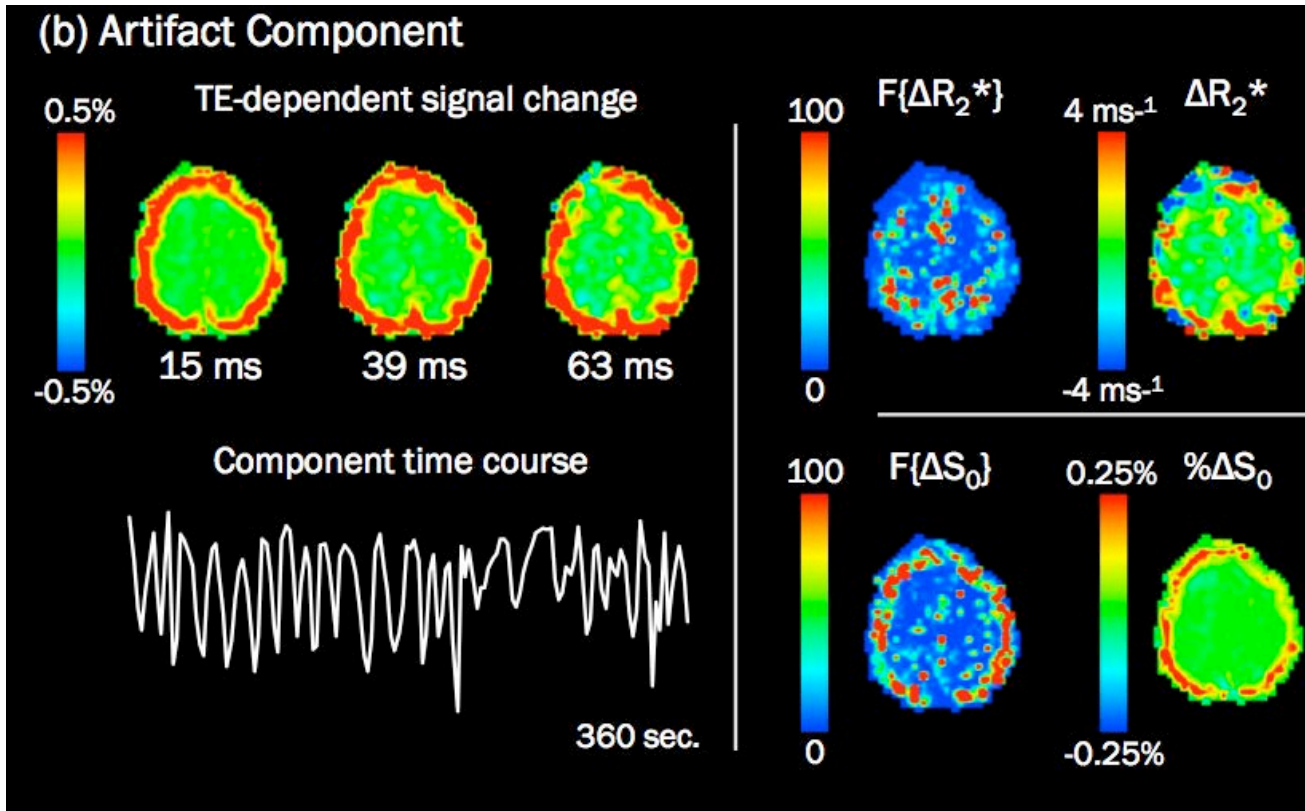 (b) Artifact Component
TE-dependent signal change
0.5%
-0.5%
15 ms
39 ms
63 ms
Component time course
360 sec.
F{ΔR₂*}
100
0
ΔR₂*
4 ms-¹
-4 ms-¹
F{ΔS₀}
100
0
%ΔS₀
0.25%
-0.25%